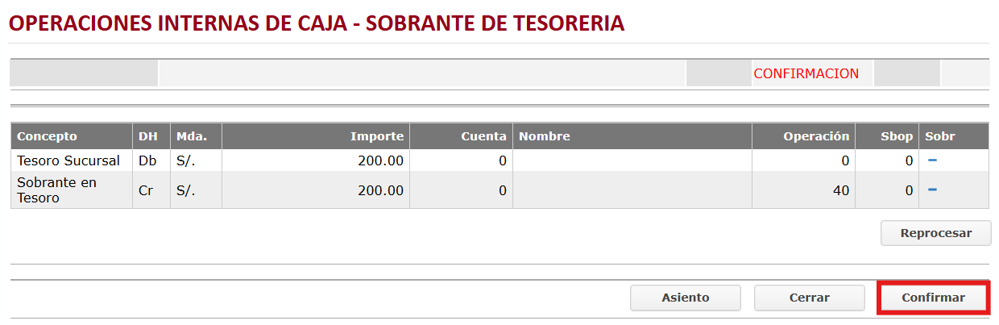 OPERACIONES INTERNAS DE CAJA - SOBRANTE DE TESORERIA
CONFIRMACION
Concepto DH Mda. Importe Cuenta Nombre Operación Sbop Sobr
Tesoro Sucursal Db S/. 200.00 0 0 0 -
Sobrante en
Tesoro Cr S/. 200.00 0 40 0 -
Reprocesar
Asiento Cerrar Confirmar